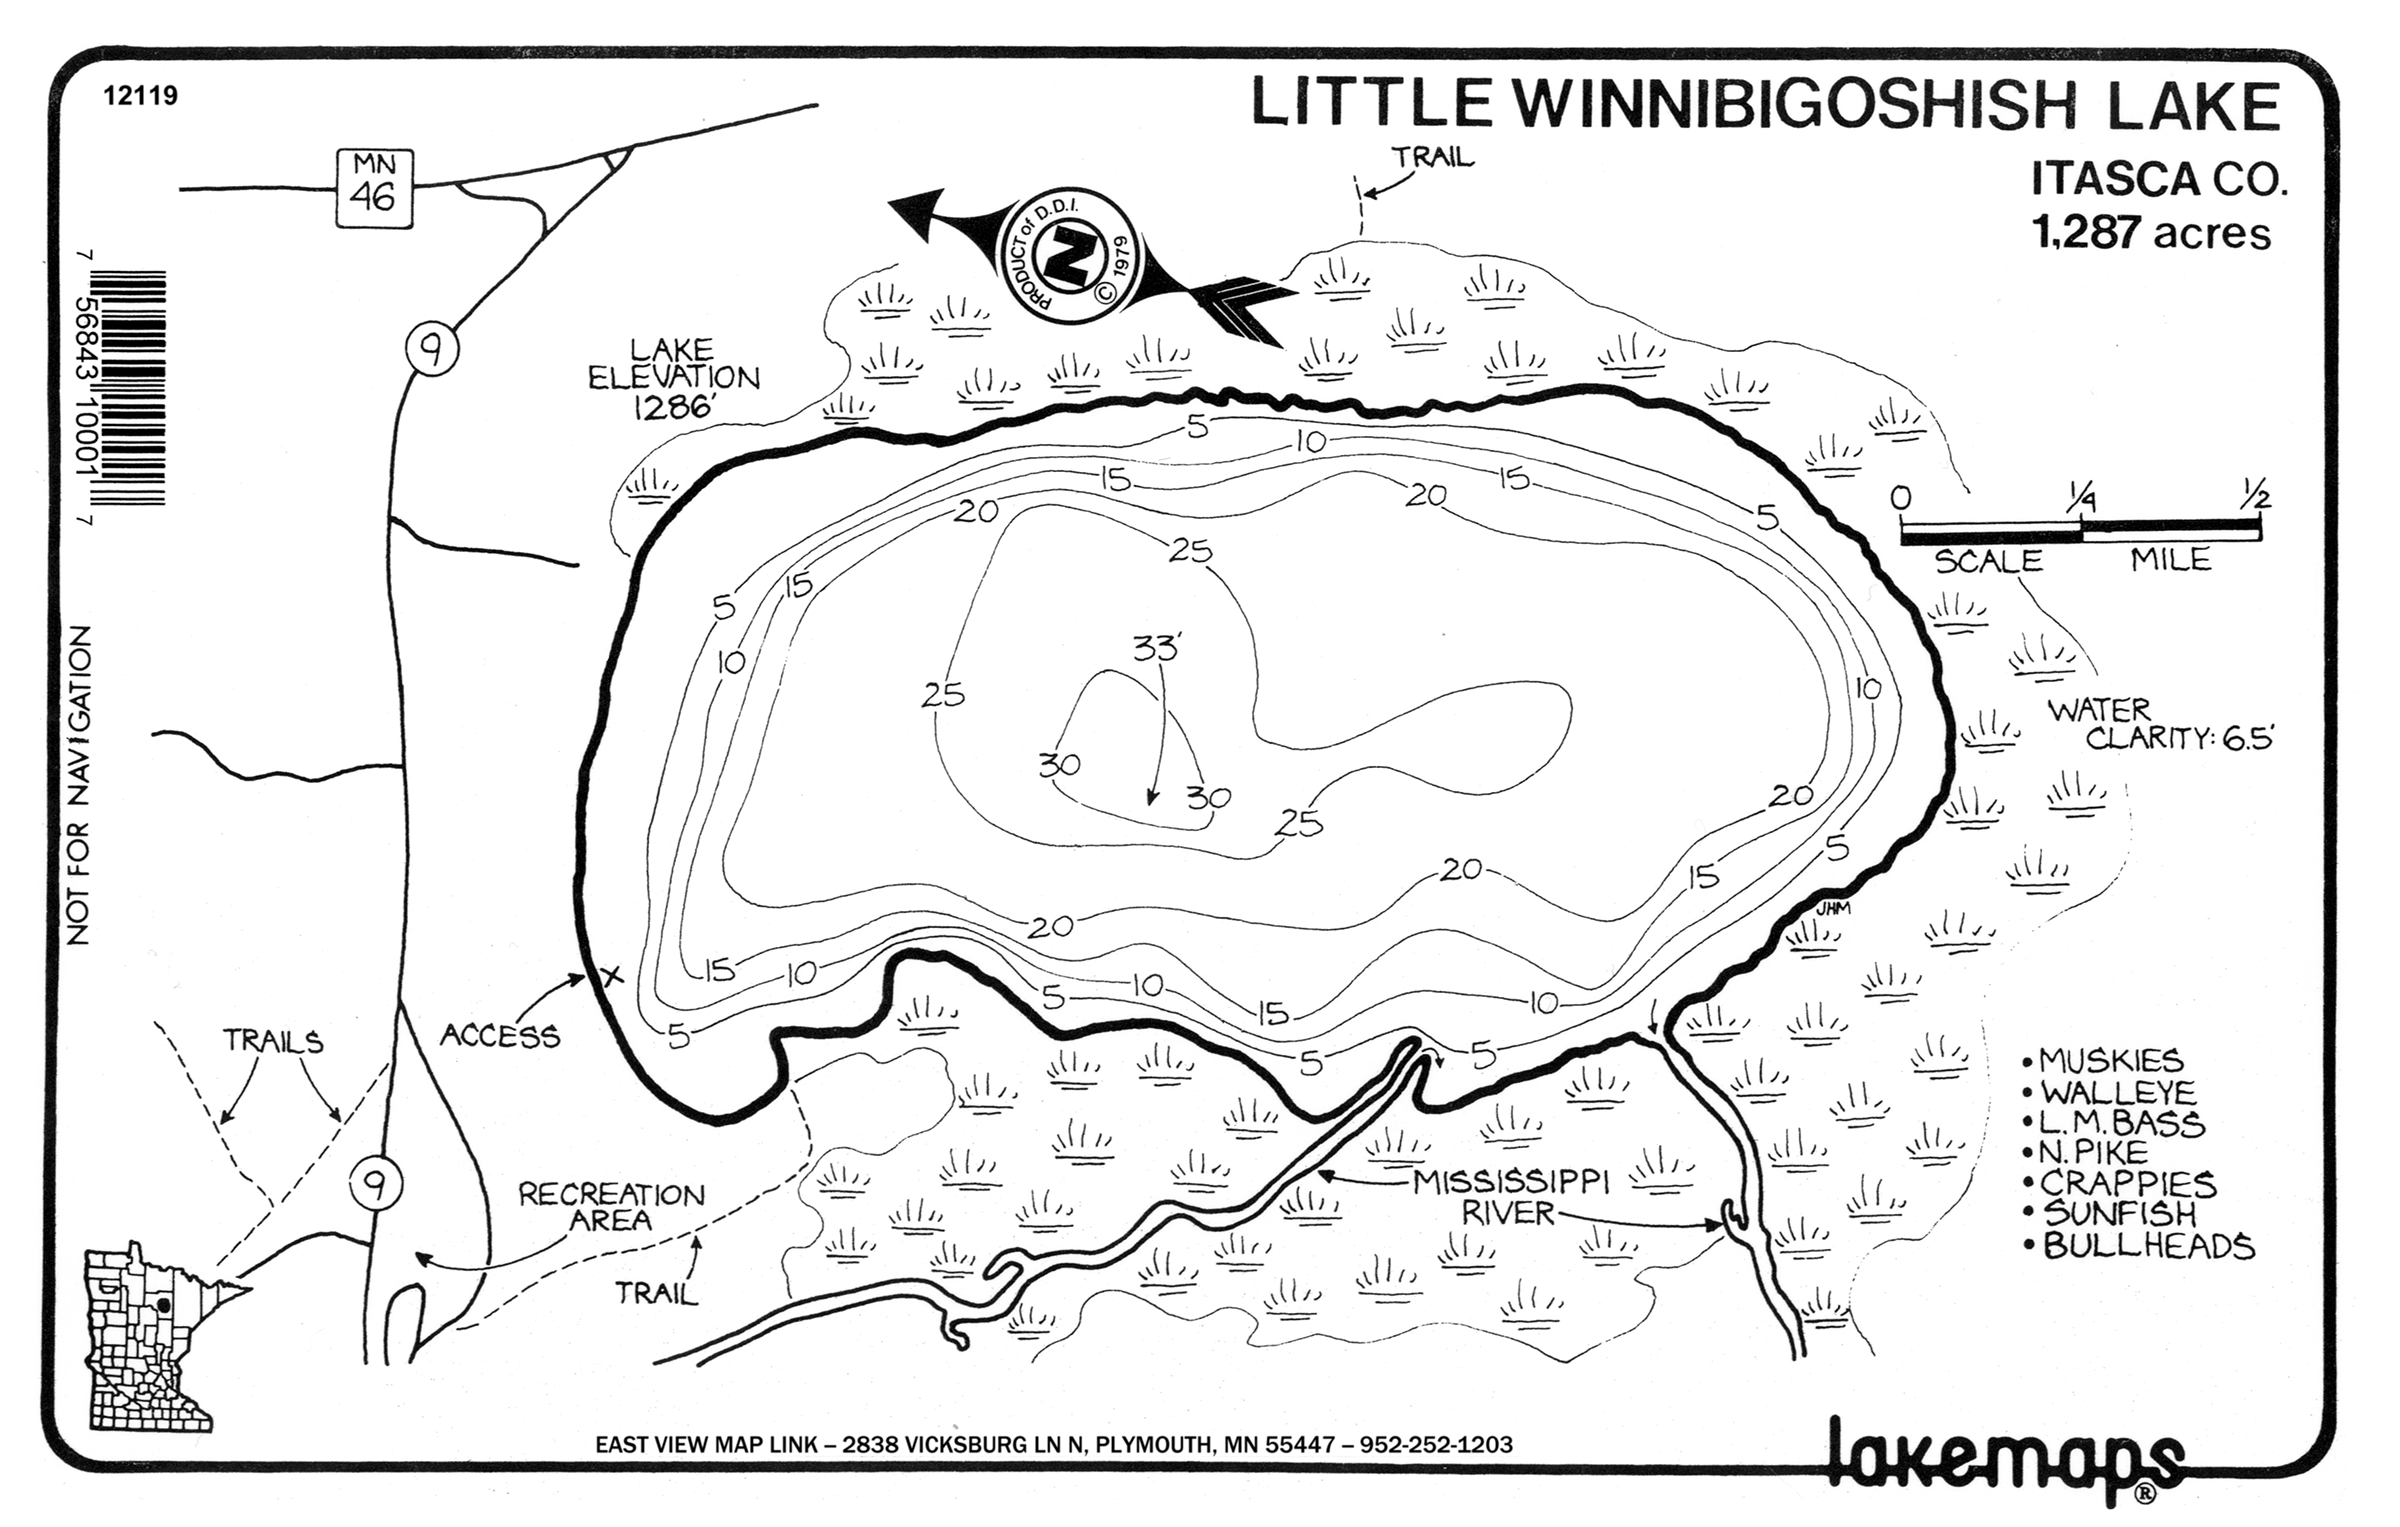 12119
LITTLE WINNIBIGOSHISH LAKE
ITASCA CO.
1,287 acres
TRAIL
MN
46
PRODUCT of D.D.I.
N
© 1979
9
7 56843 10001 7
LAKE
ELEVATION
1286'
5
10
15
15
20
20
5
0 1/4 1/2
SCALE MILE
25
15
5
33'
10
25
10
WATER
CLARITY: 6.5'
30
30
20
25
5
20
15
JHM
20
NOT FOR NAVIGATION
15
10
10
5
10
15
X
ACCESS
5
5
5
TRAILS
• MUSKIES
• WALLEYE
• L.M. BASS
• N. PIKE
• CRAPPIES
• SUNFISH
• BULLHEADS
9
MISSISSIPPI
RIVER
RECREATION
AREA
TRAIL
EAST VIEW MAP LINK – 2838 VICKSBURG LN N, PLYMOUTH, MN 55447 – 952-252-1203
lakemaps®